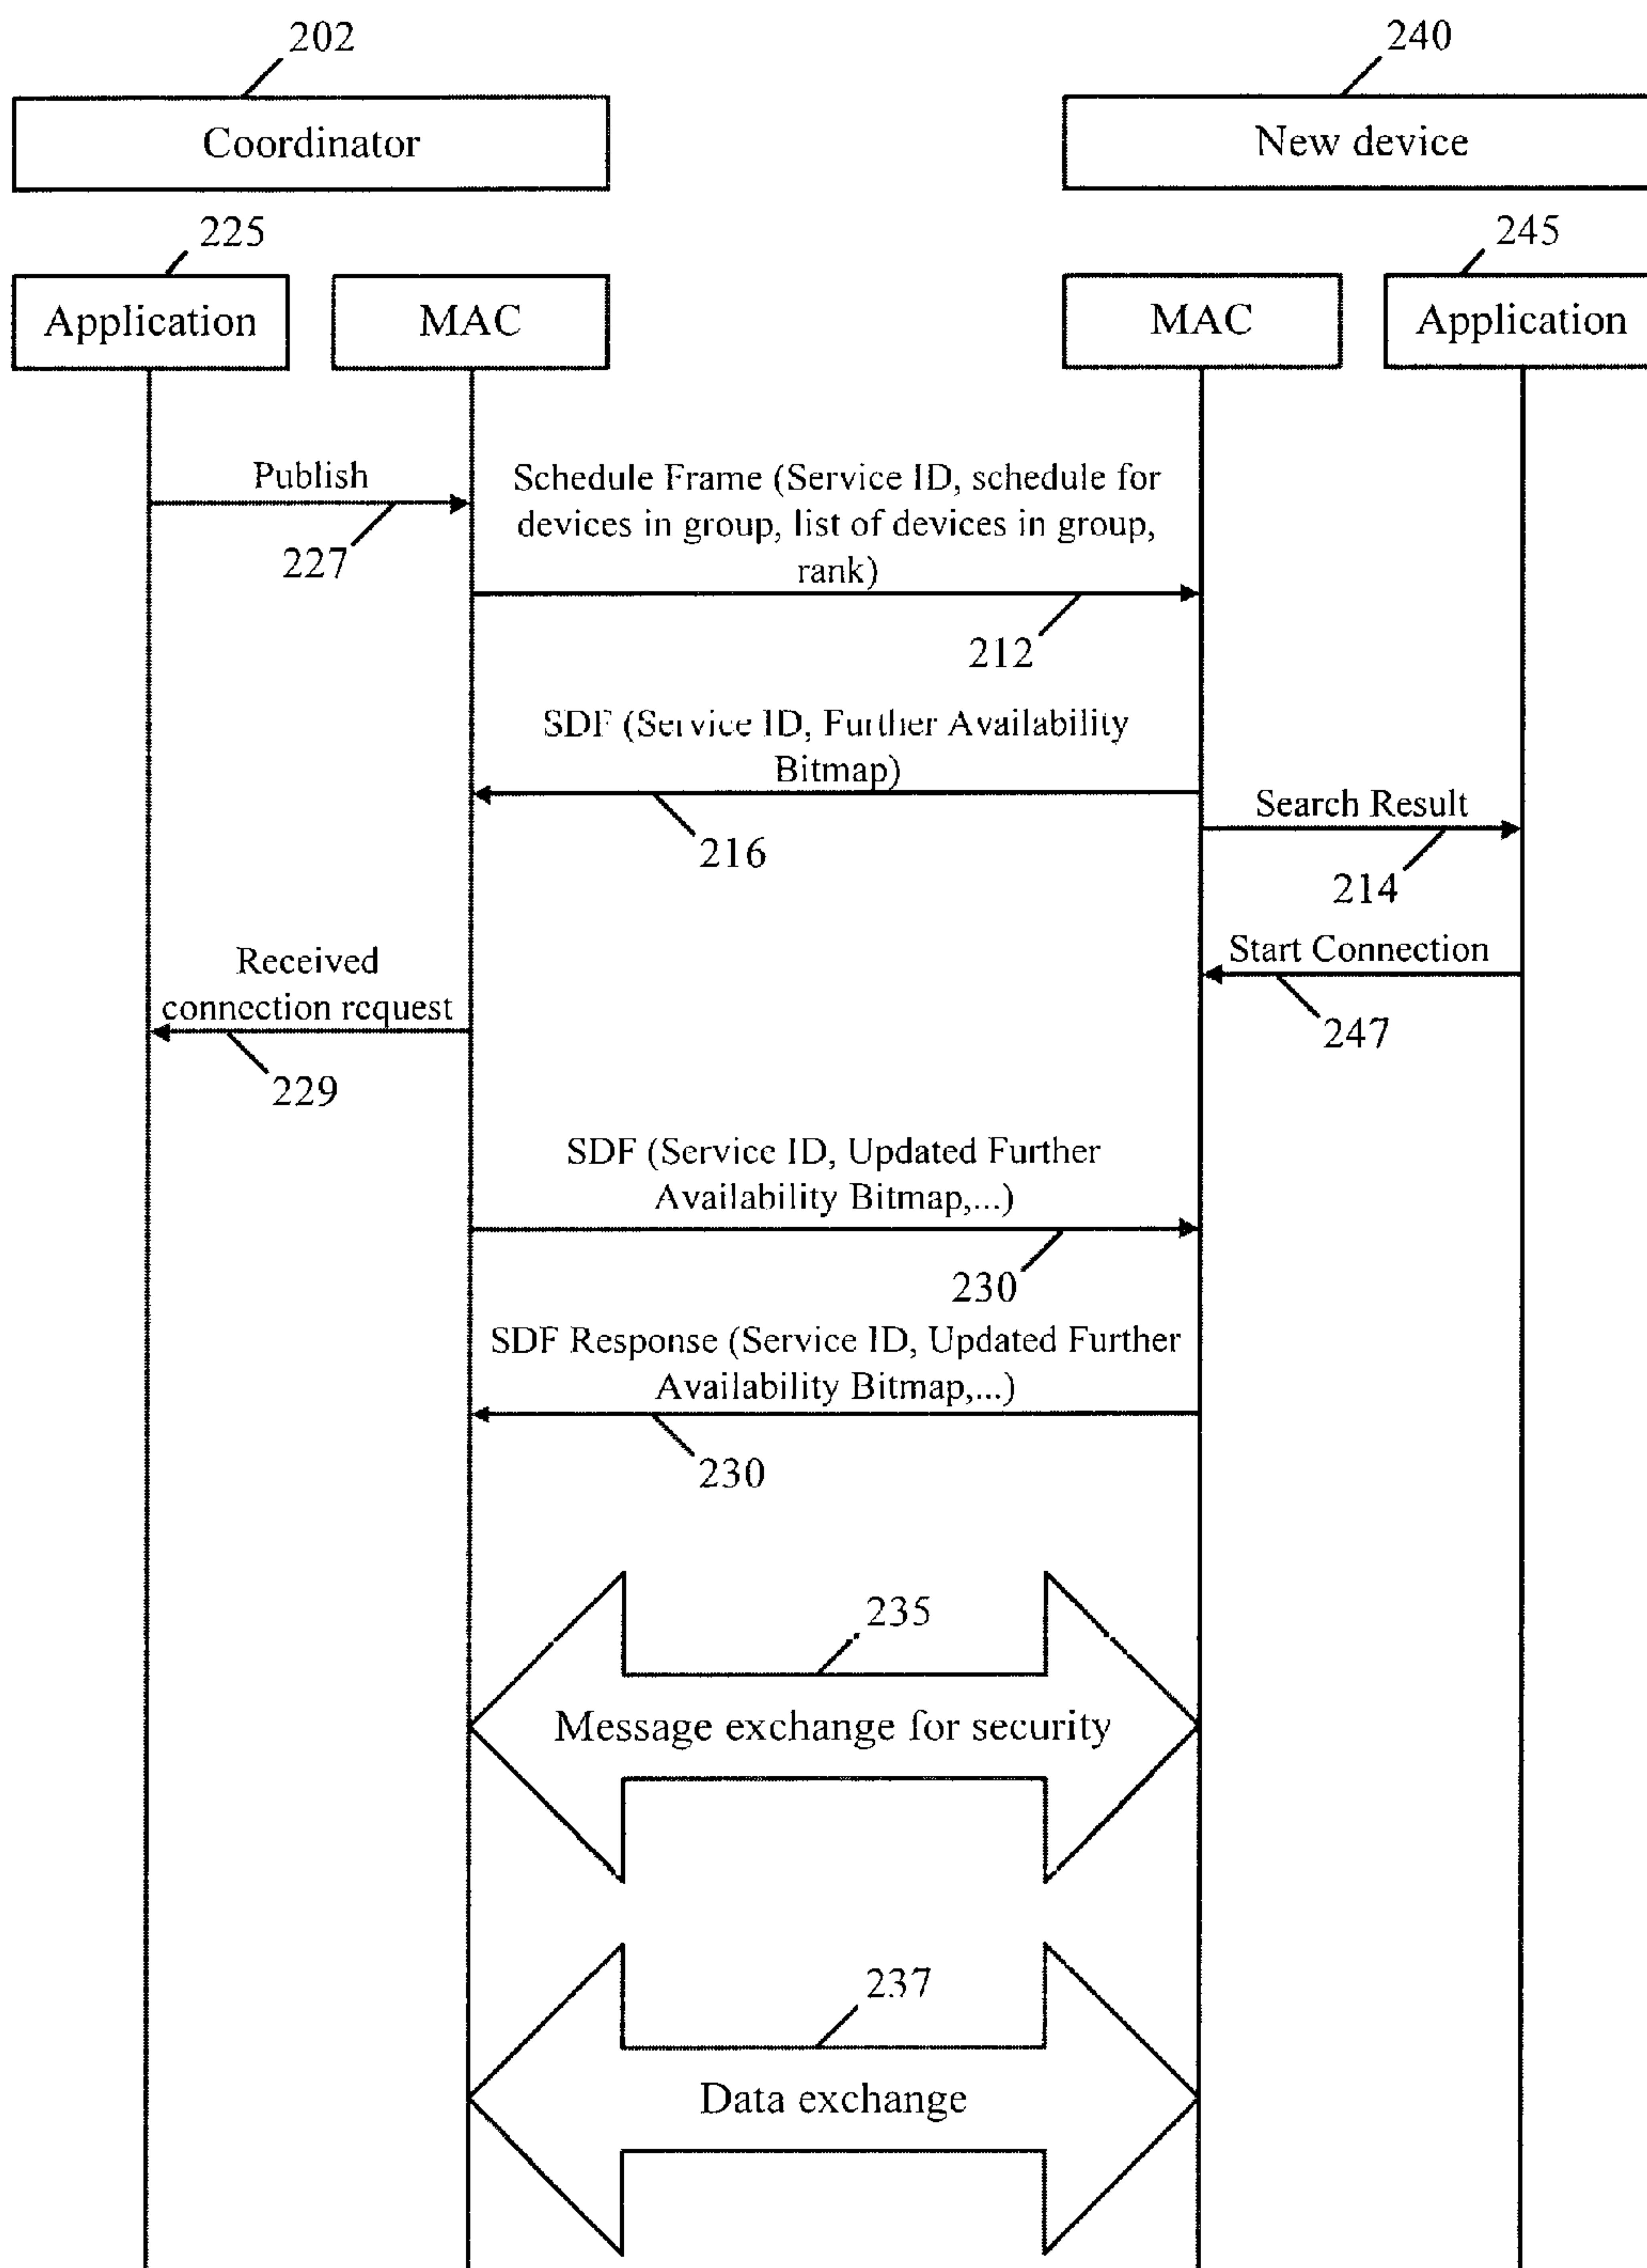 202
240
Coordinator
New device
225
245
Application
MAC
MAC
Application
Publish
227
Schedule Frame (Service ID, schedule for
devices in group, list of devices in group,
rank)
212
SDF (Service ID, Further Availability
Bitmap)
216
Search Result
214
Start Connection
247
Received
connection request
229
SDF (Service ID, Updated Further
Availability Bitmap,...)
230
SDF Response (Service ID, Updated Further
Availability Bitmap,...)
230
235
Message exchange for security
237
Data exchange